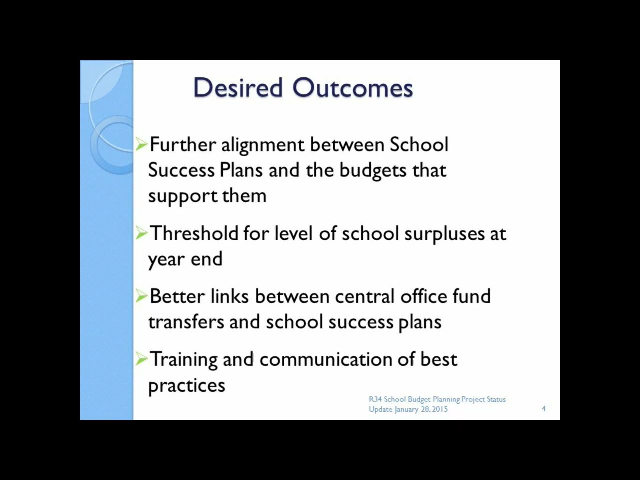 Desired Outcomes
Further alignment between School
Success Plans and the budgets that
support them
Threshold for level of school surpluses at
year end
Better links between central office fund
transfers and school success plans
Training and communication of best
practices
R34 School Budget Planning Project Status
Update January 28, 2015
4